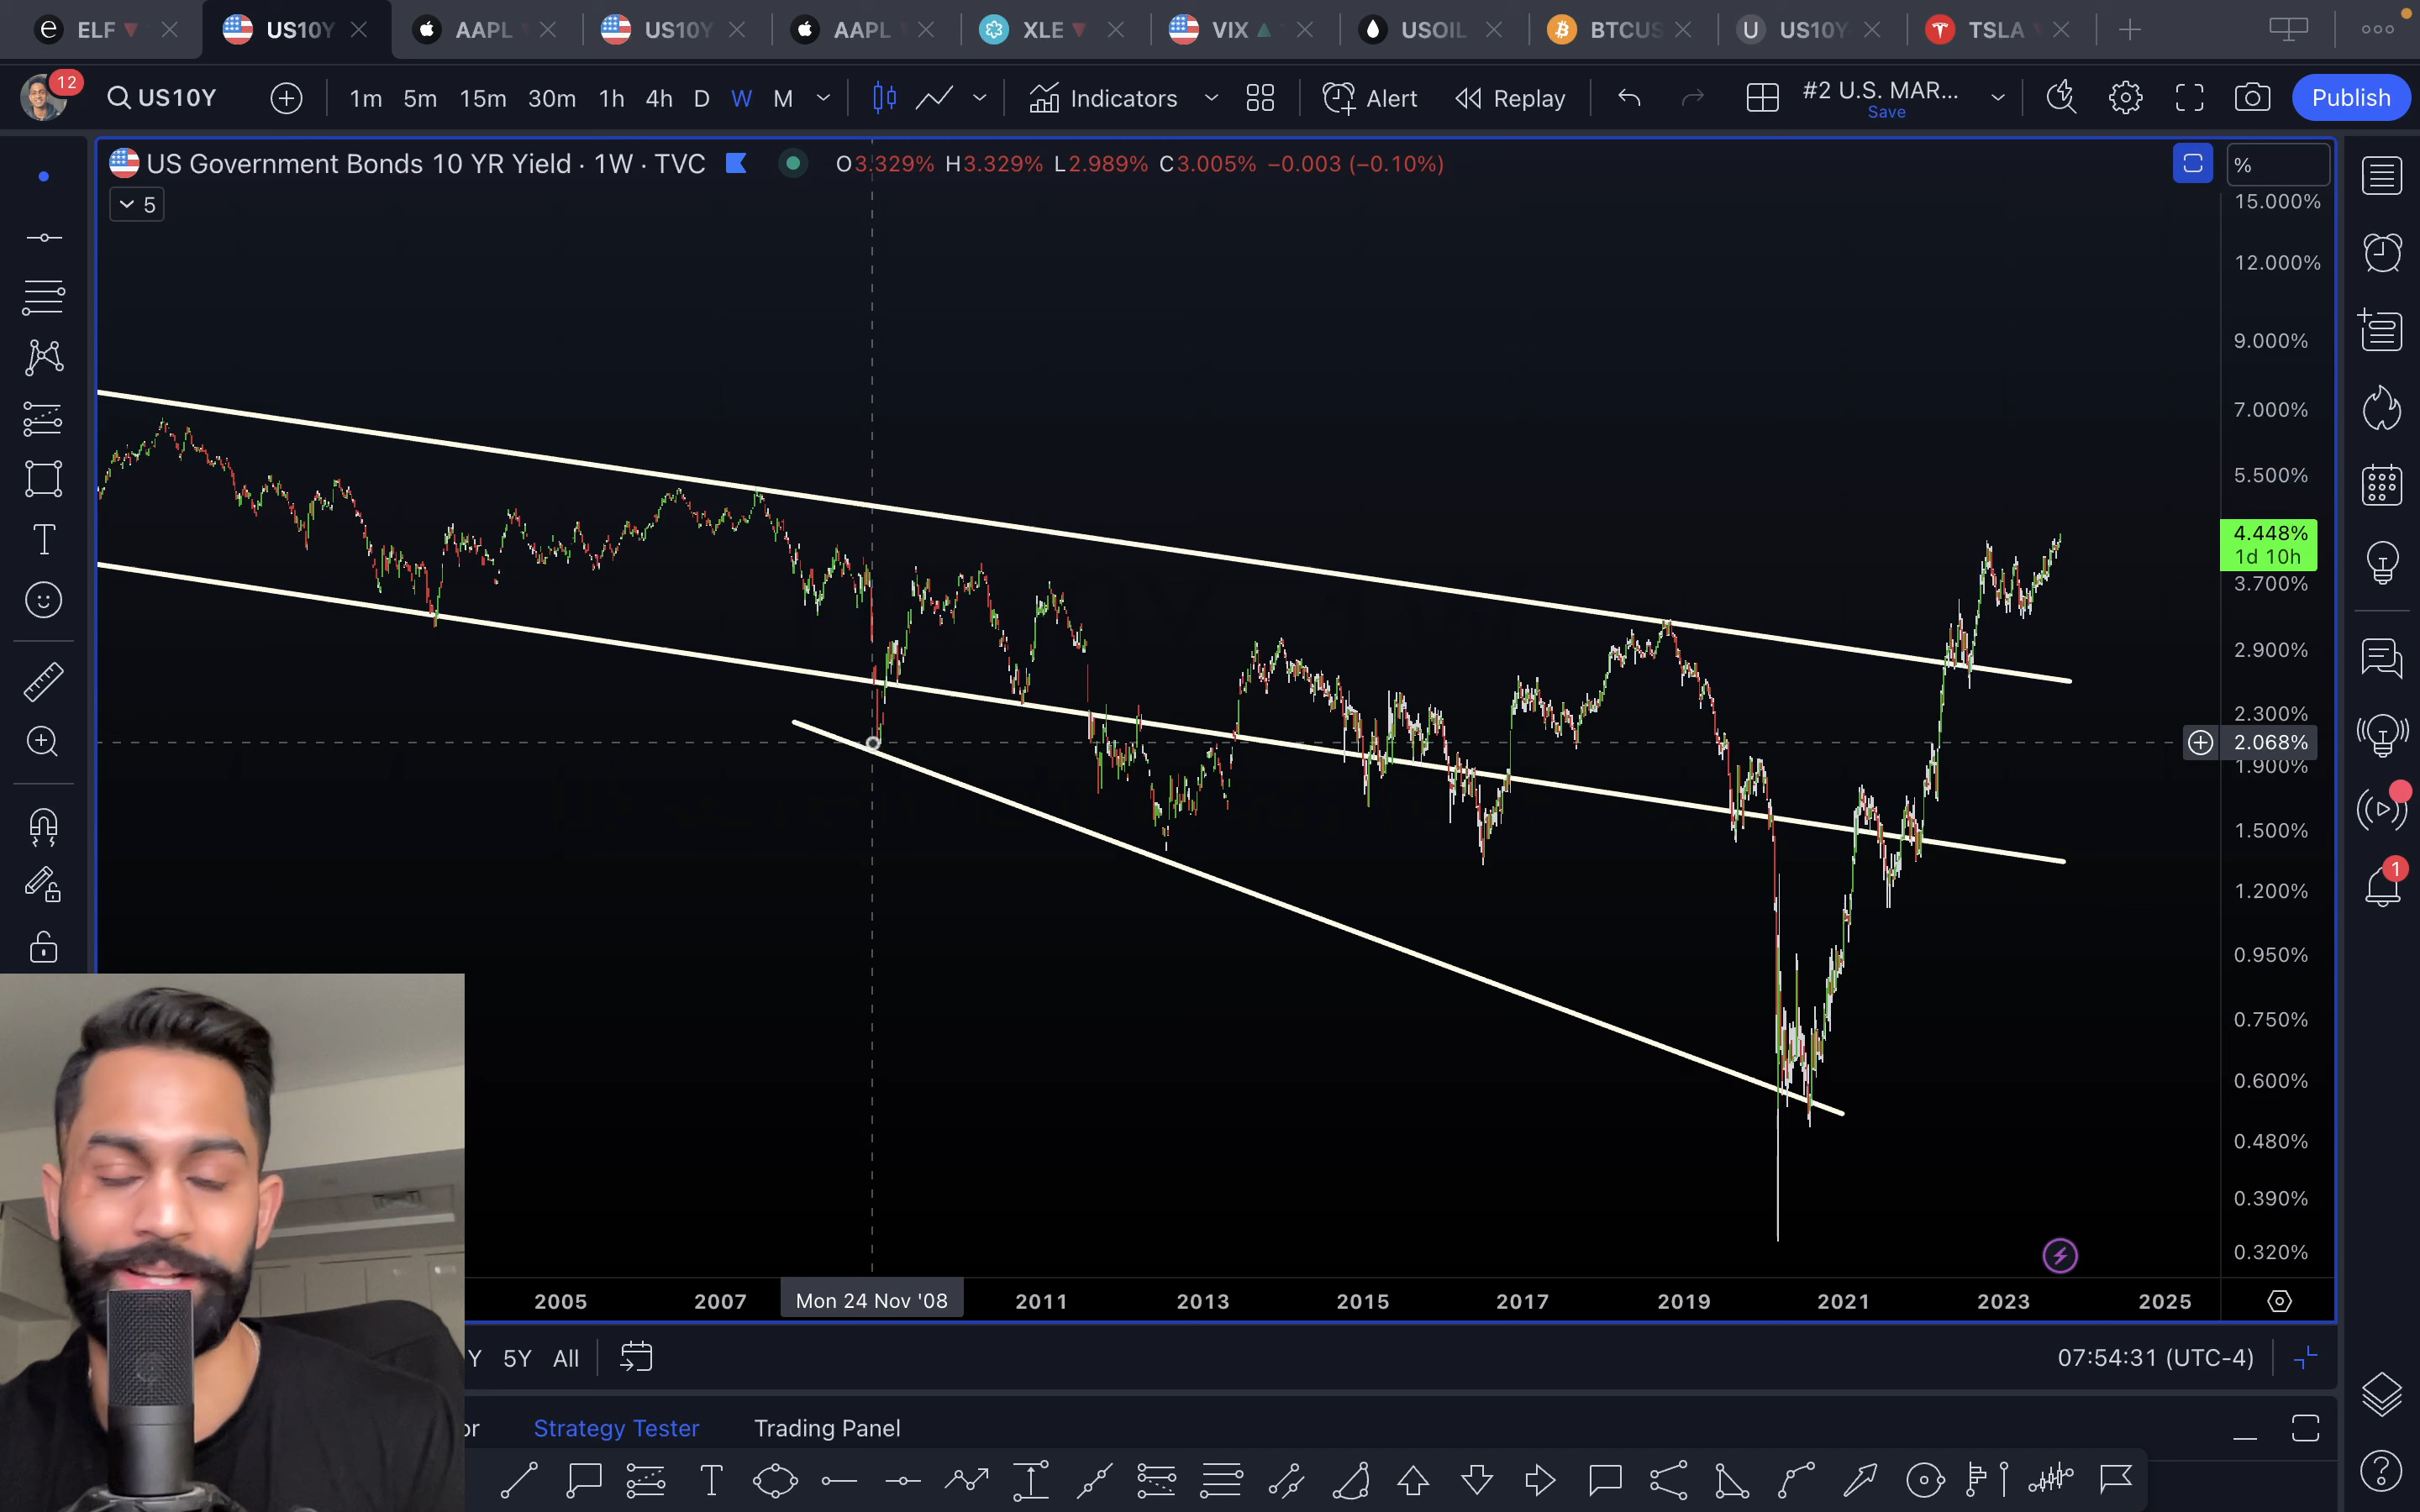 ELF US10Y AAPL US10Y AAPL XLE VIX USOIL BTCUS US10Y TSLA
12 US10Y 1m 5m 15m 30m 1h 4h D W M Indicators Alert Replay #2 U.S. MAR... Publish
Save
US Government Bonds 10 YR Yield · 1W · TVC O3.329% H3.329% L2.989% C3.005% −0.003 (−0.10%) %
5
15.000%
12.000%
9.000%
7.000%
5.500%
4.448%
1d 10h
3.700%
2.900%
2.300%
2.068%
1.900%
1.500%
1.200%
1
0.950%
0.750%
0.600%
0.480%
0.390%
0.320%
2005 2007 Mon 24 Nov '08 2011 2013 2015 2017 2019 2021 2023 2025
Y 5Y All 07:54:31 (UTC-4)
or Strategy Tester Trading Panel